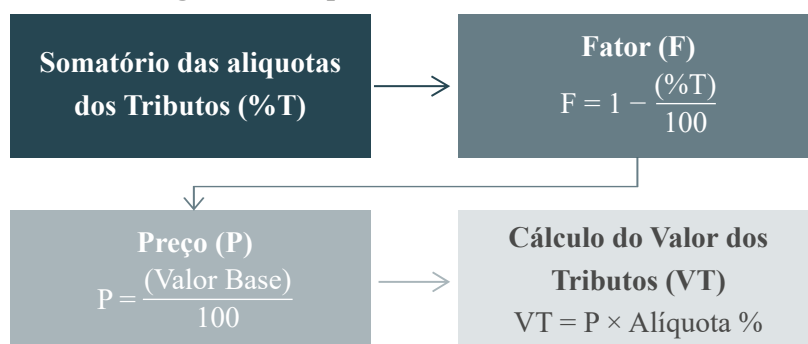 Somatório das aliquotas
dos Tributos (%T)
Fator (F)
F = 1 − (%T)
100
Preço (P)
P = (Valor Base)
100
Cálculo do Valor dos
Tributos (VT)
VT = P × Alíquota %